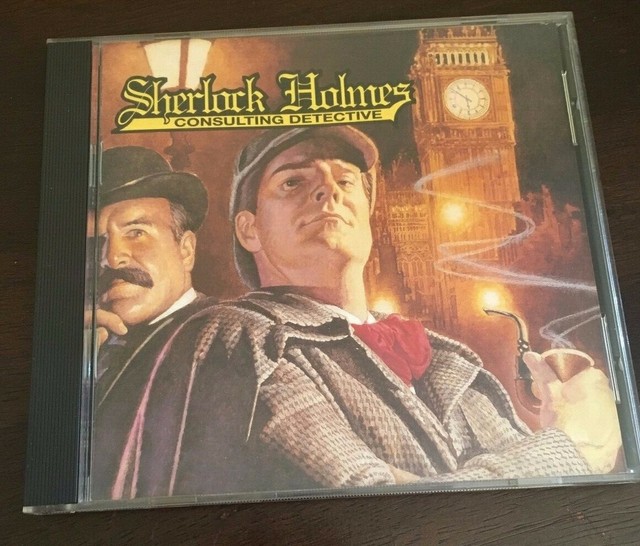 Sherlock Holmes
CONSULTING DETECTIVE